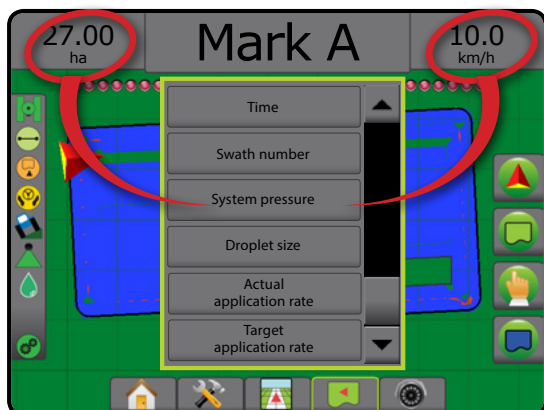 27.00
ha
Mark A
10.0
km/h
Time
Swath number
System pressure
Droplet size
Actual
application rate
Target
application rate